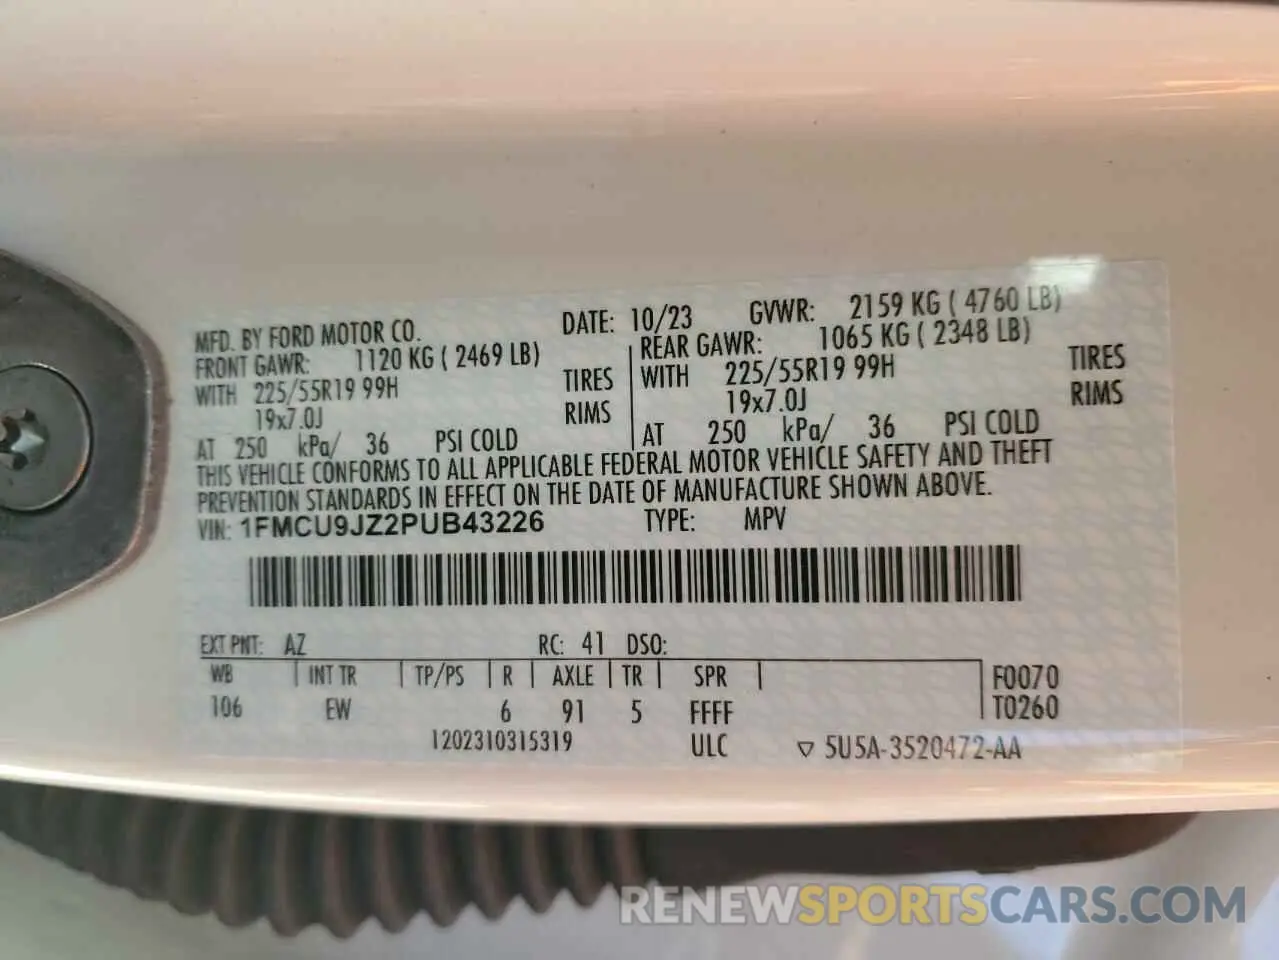 MFD. BY FORD MOTOR CO. DATE: 10/23 GVWR: 2159 KG ( 4760 LB)
FRONT GAWR: 1120 KG ( 2469 LB) REAR GAWR: 1065 KG ( 2348 LB)
WITH 225/55R19 99H TIRES WITH 225/55R19 99H TIRES
19x7.0J RIMS 19x7.0J RIMS
AT 250 kPa/ 36 PSI COLD AT 250 kPa/ 36 PSI COLD
THIS VEHICLE CONFORMS TO ALL APPLICABLE FEDERAL MOTOR VEHICLE SAFETY AND THEFT
PREVENTION STANDARDS IN EFFECT ON THE DATE OF MANUFACTURE SHOWN ABOVE.
VIN: 1FMCU9JZ2PUB43226 TYPE: MPV
EXT PNT: AZ RC: 41 DSO:
WB INT TR TP/PS R AXLE TR SPR F0070
106 EW 6 91 5 FFFF T0260
1202310315319 ULC ▽ 5U5A-3520472-AA
RENEWSPORTSCARS.COM